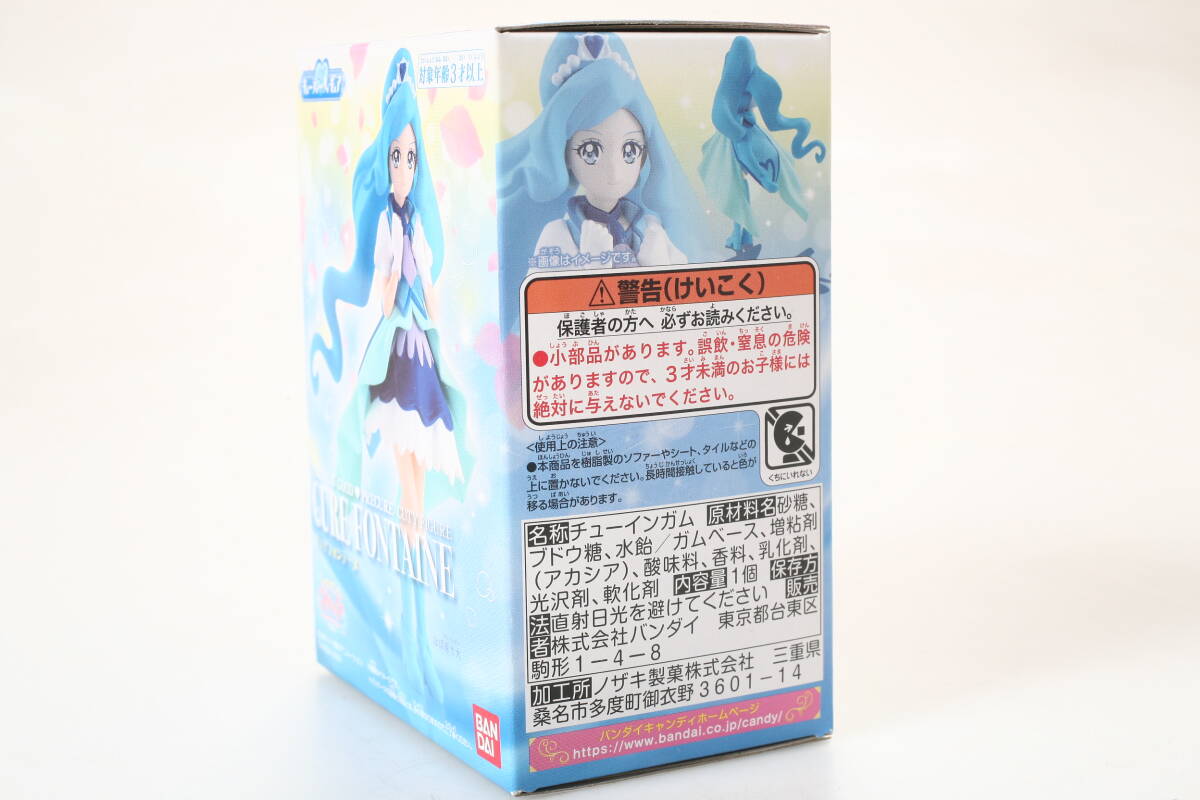 対象年齢3才以上
PRECURE CUTY FIGURE
CURE FONTAINE
BAN
DAI
※画像はイメージです。
警告(けいこく)
保護者の方へ 必ずお読みください。
●小部品があります。誤飲・窒息の危険
がありますので、3才未満のお子様には
絶対に与えないでください。
<使用上の注意>
●本商品を樹脂製のソファーやシート、タイルなどの
上に置かないでください。長時間接触していると色が
移る場合があります。
くちにいれない
名称チューインガム 原材料名砂糖、
ブドウ糖、水飴/ガムベース、増粘剤
(アカシア)、酸味料、香料、乳化剤、
光沢剤、軟化剤 内容量1個 保存方
法直射日光を避けてください 販売
者株式会社バンダイ 東京都台東区
駒形1-4-8
加工所ノザキ製菓株式会社 三重県
桑名市多度町御衣野3601-14
バンダイキャンディホームページ
https://www.bandai.co.jp/candy/